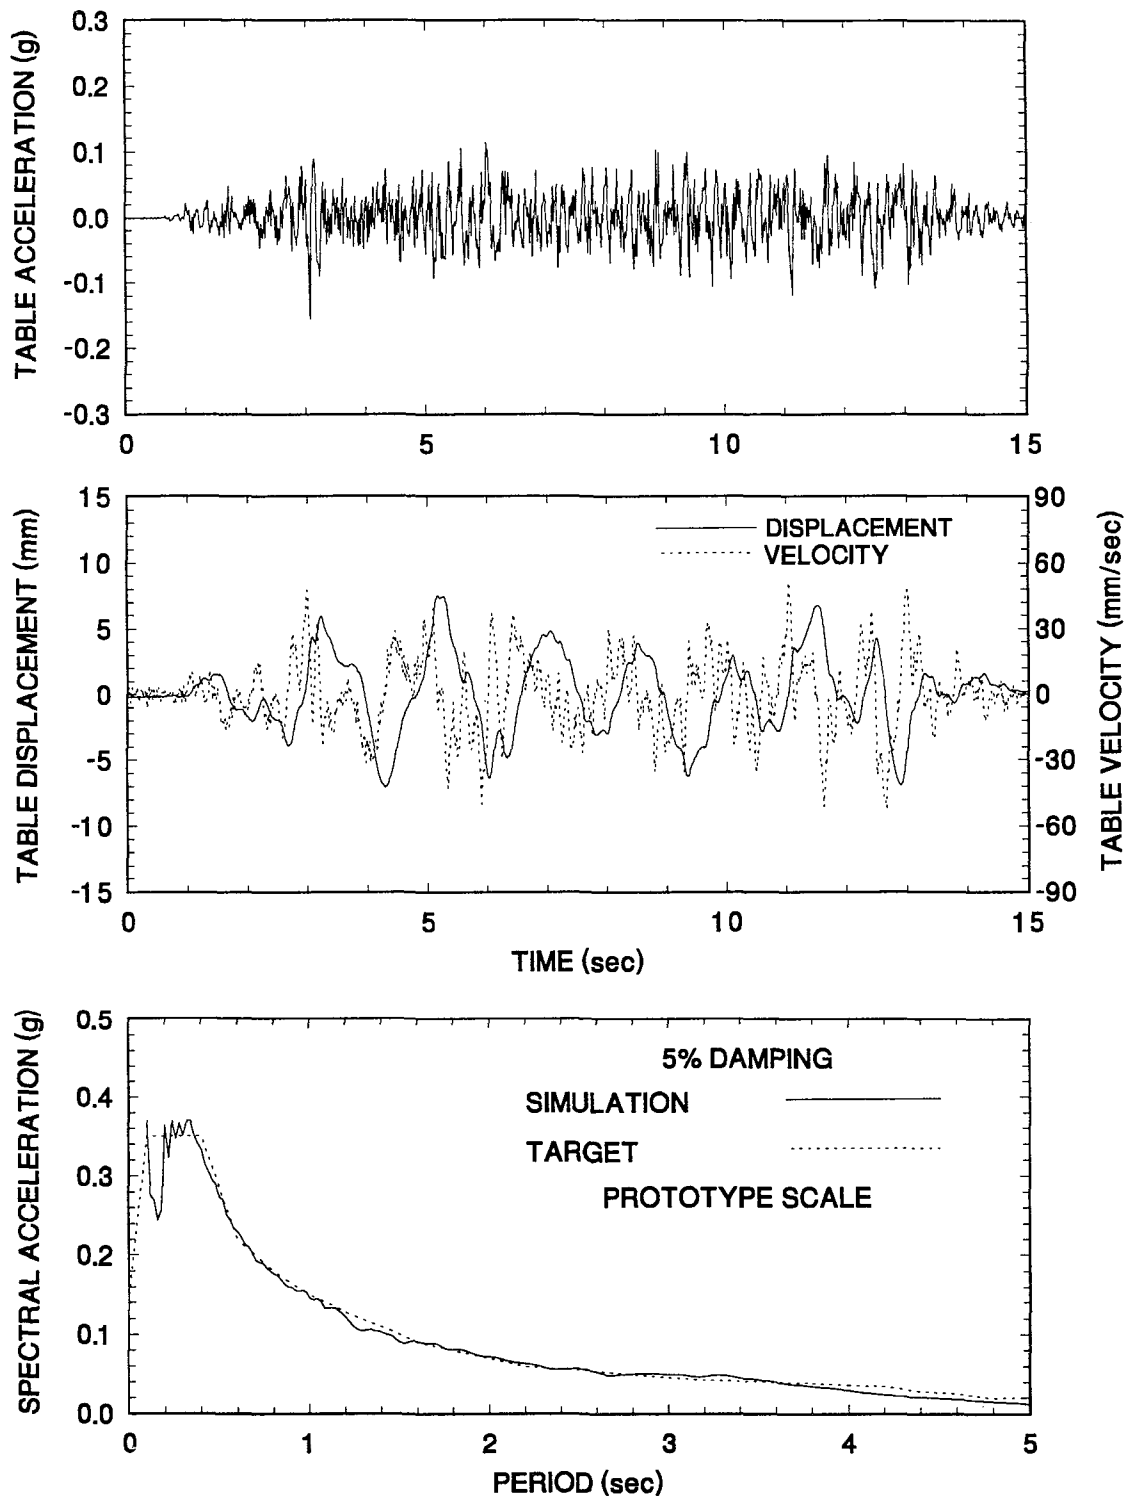 TABLE ACCELERATION (g)
0.3
0.2
0.1
0.0
-0.1
-0.2
-0.3
0 5 10 15
TABLE DISPLACEMENT (mm)
15
10
5
0
-5
-10
-15
DISPLACEMENT
VELOCITY
90
60
30
0
-30
-60
-90
TABLE VELOCITY (mm/sec)
0 5 10 15
TIME (sec)
SPECTRAL ACCELERATION (g)
0.5
0.4
0.3
0.2
0.1
0.0
5% DAMPING
SIMULATION
TARGET
PROTOTYPE SCALE
0 1 2 3 4 5
PERIOD (sec)